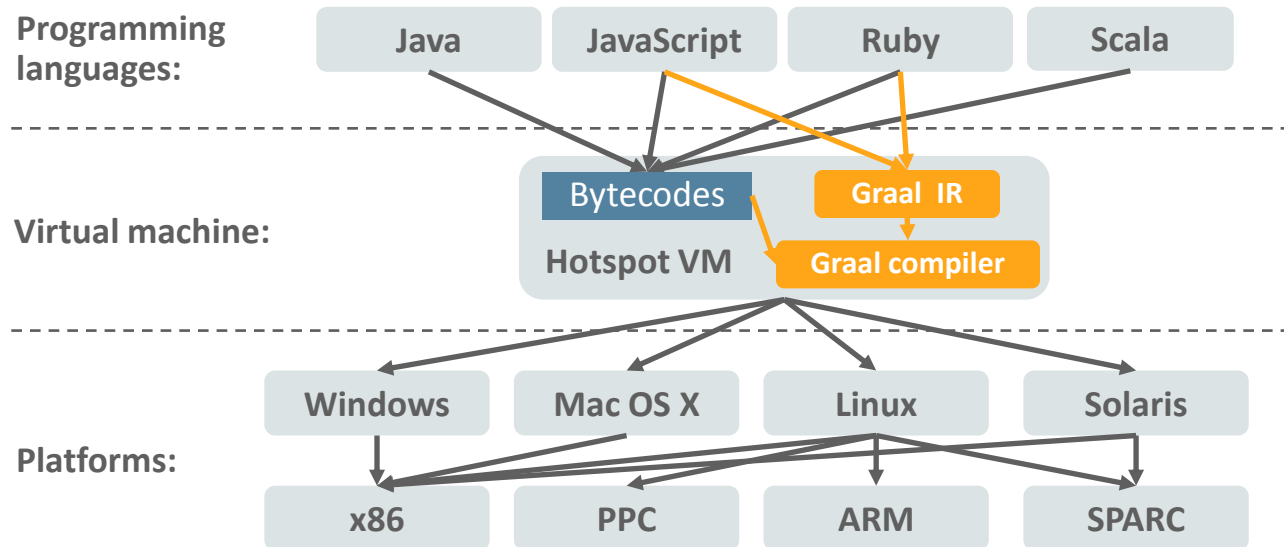 Programming
languages:
Java
JavaScript
Ruby
Scala
Virtual machine:
Bytecodes
Graal IR
Hotspot VM
Graal compiler
Windows
Mac OS X
Linux
Solaris
Platforms:
x86
PPC
ARM
SPARC